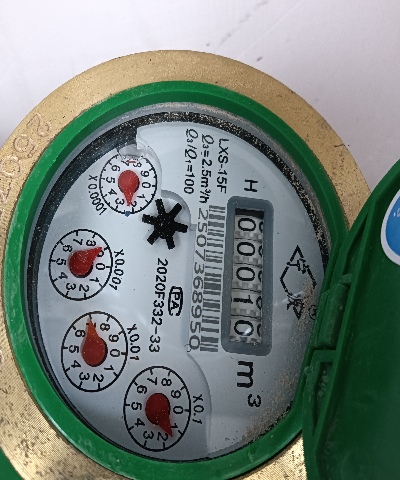 LXS-15F
Q3=2.5m³/h
Q3/Q1=100
H
00010
m³
2507368950
PA
2020F332-33
X0.0001
X0.001
X0.01
X0.1